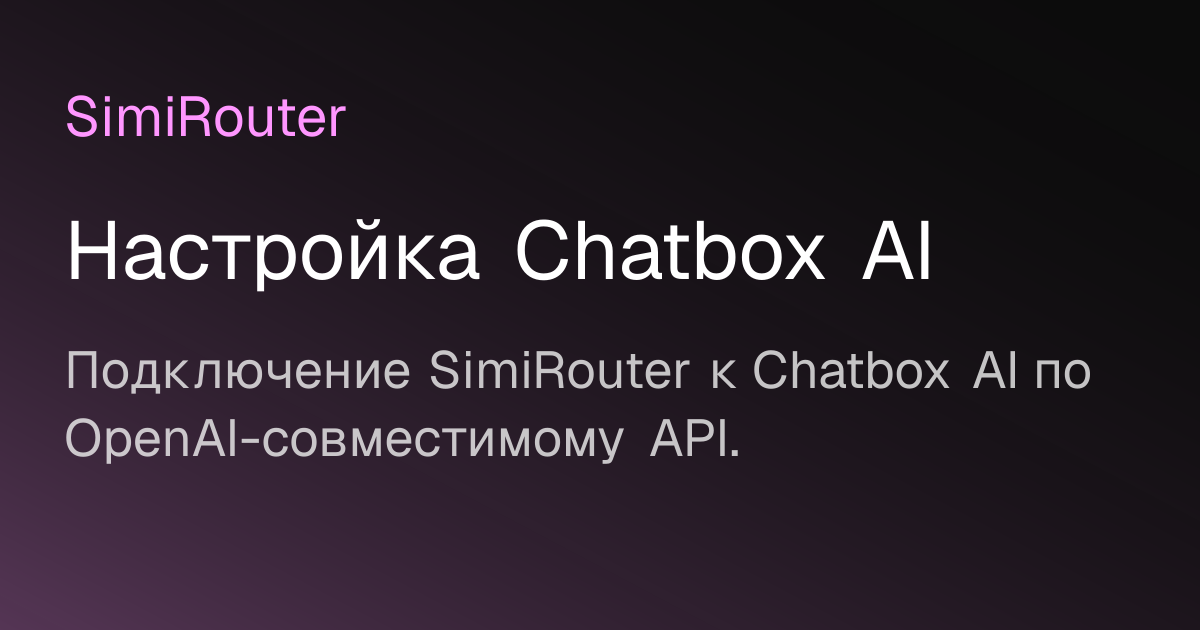 SimiRouter
Настройка Chatbox AI
Подключение SimiRouter к Chatbox AI по
OpenAI-совместимому API.